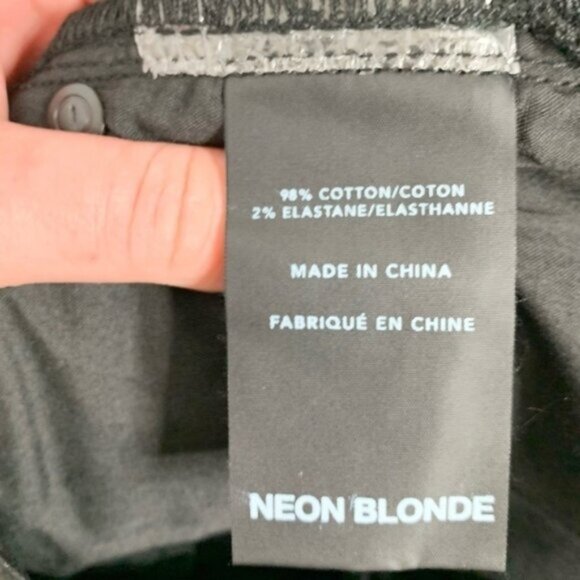 98% COTTON/COTON
2% ELASTANE/ELASTHANNE
MADE IN CHINA
FABRIQUÉ EN CHINE
NEON BLONDE